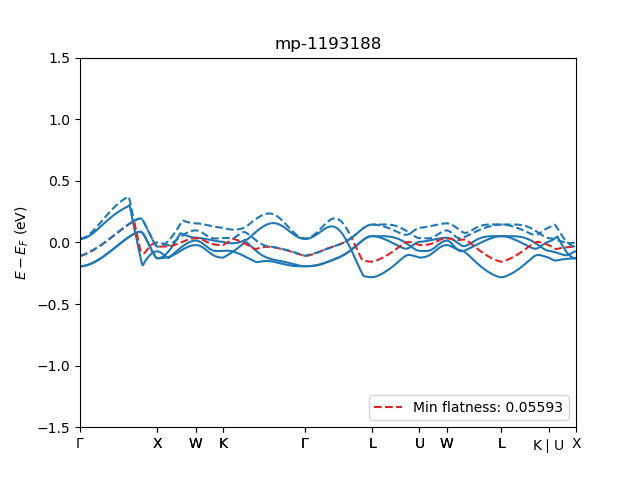 mp-1193188
1.5
1.0
0.5
0.0
−0.5
−1.0
−1.5
E − E_F (eV)
Γ X W K Γ L U W L K | U X
Min flatness: 0.05593